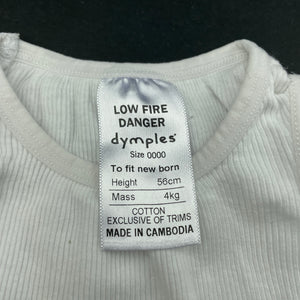 LOW FIRE
DANGER
dymples
Size 0000
To fit new born
Height 56cm
Mass 4kg
COTTON
EXCLUSIVE OF TRIMS
MADE IN CAMBODIA